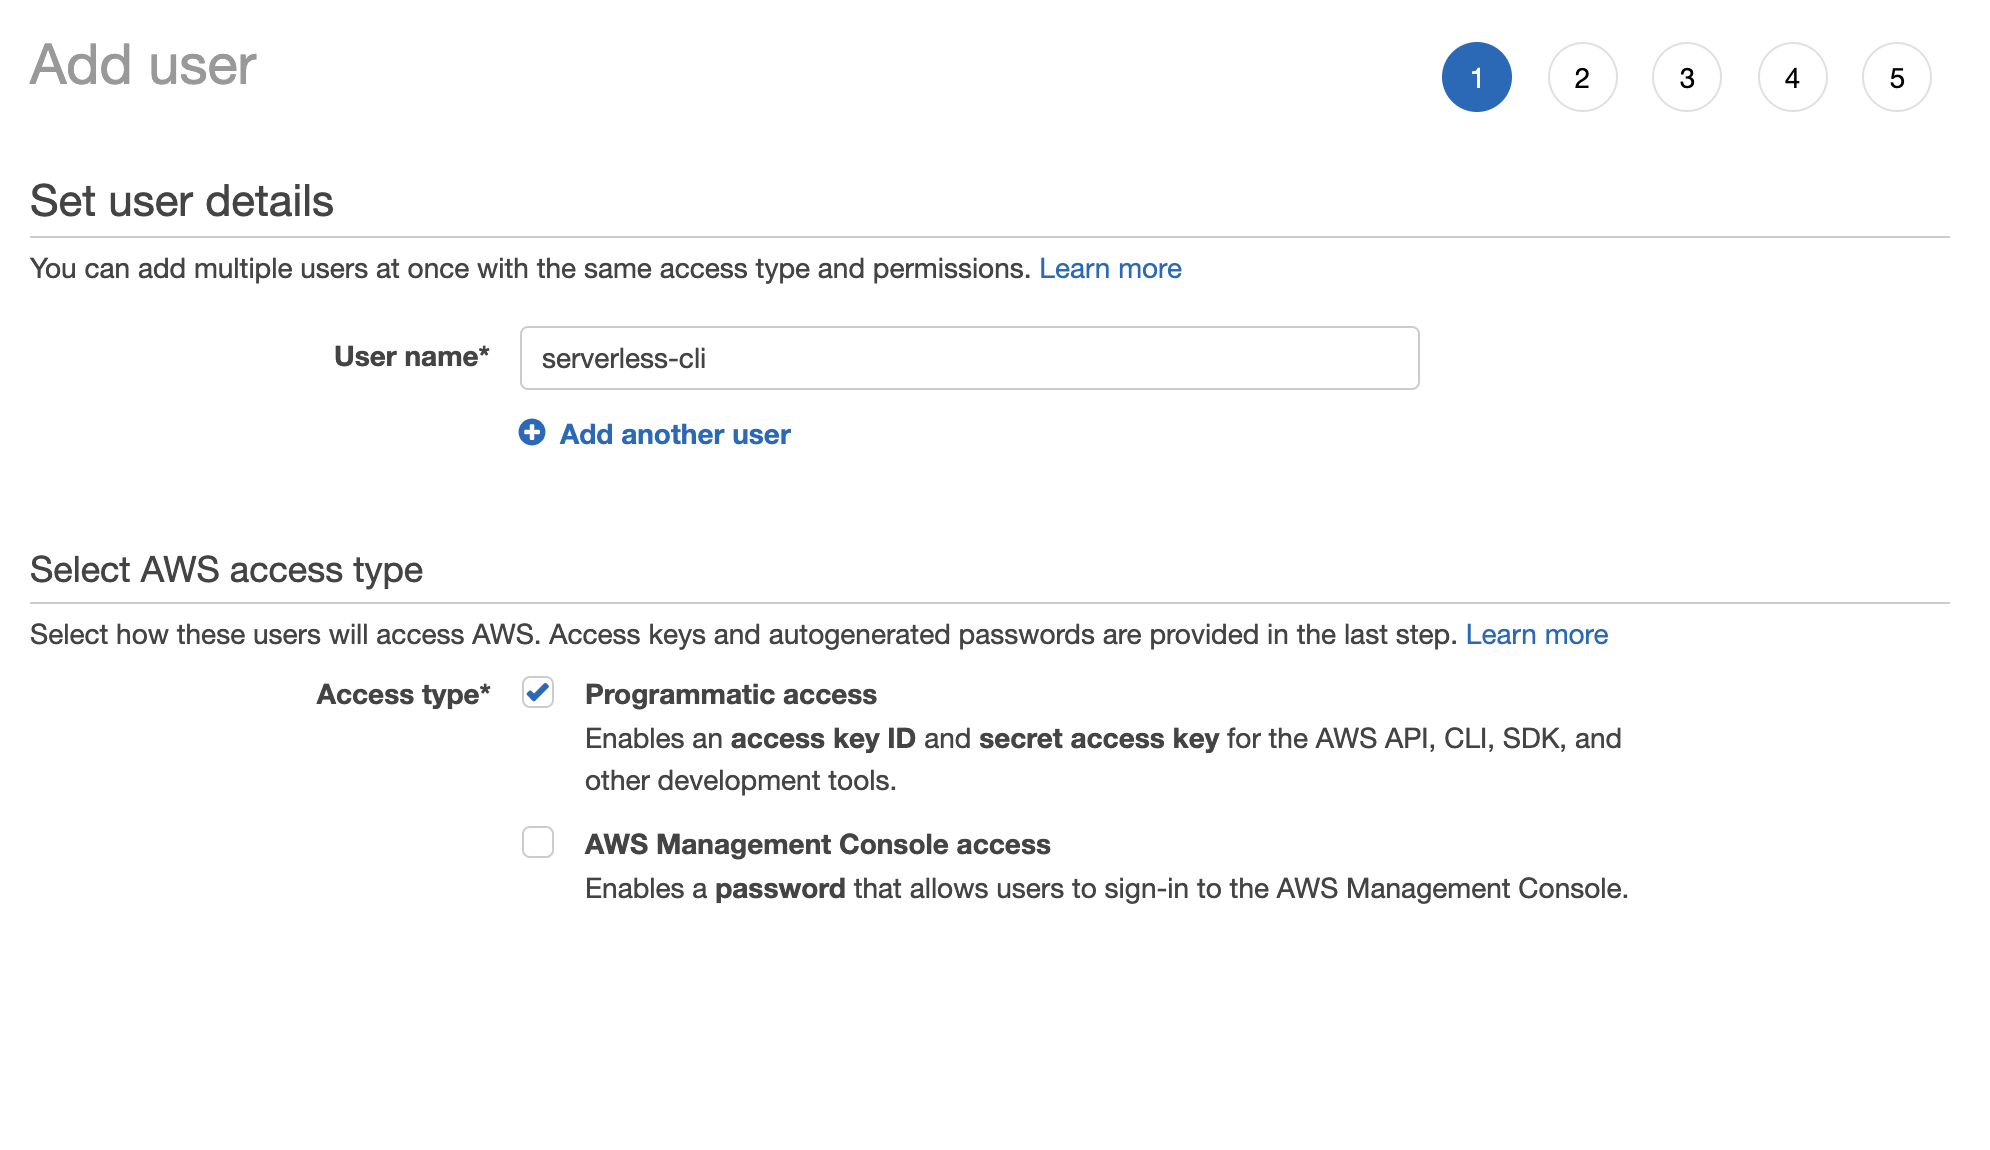 Add user
1 2 3 4 5
Set user details
You can add multiple users at once with the same access type and permissions. Learn more
User name* serverless-cli
Add another user
Select AWS access type
Select how these users will access AWS. Access keys and autogenerated passwords are provided in the last step. Learn more
Access type* Programmatic access
Enables an access key ID and secret access key for the AWS API, CLI, SDK, and
other development tools.
AWS Management Console access
Enables a password that allows users to sign-in to the AWS Management Console.